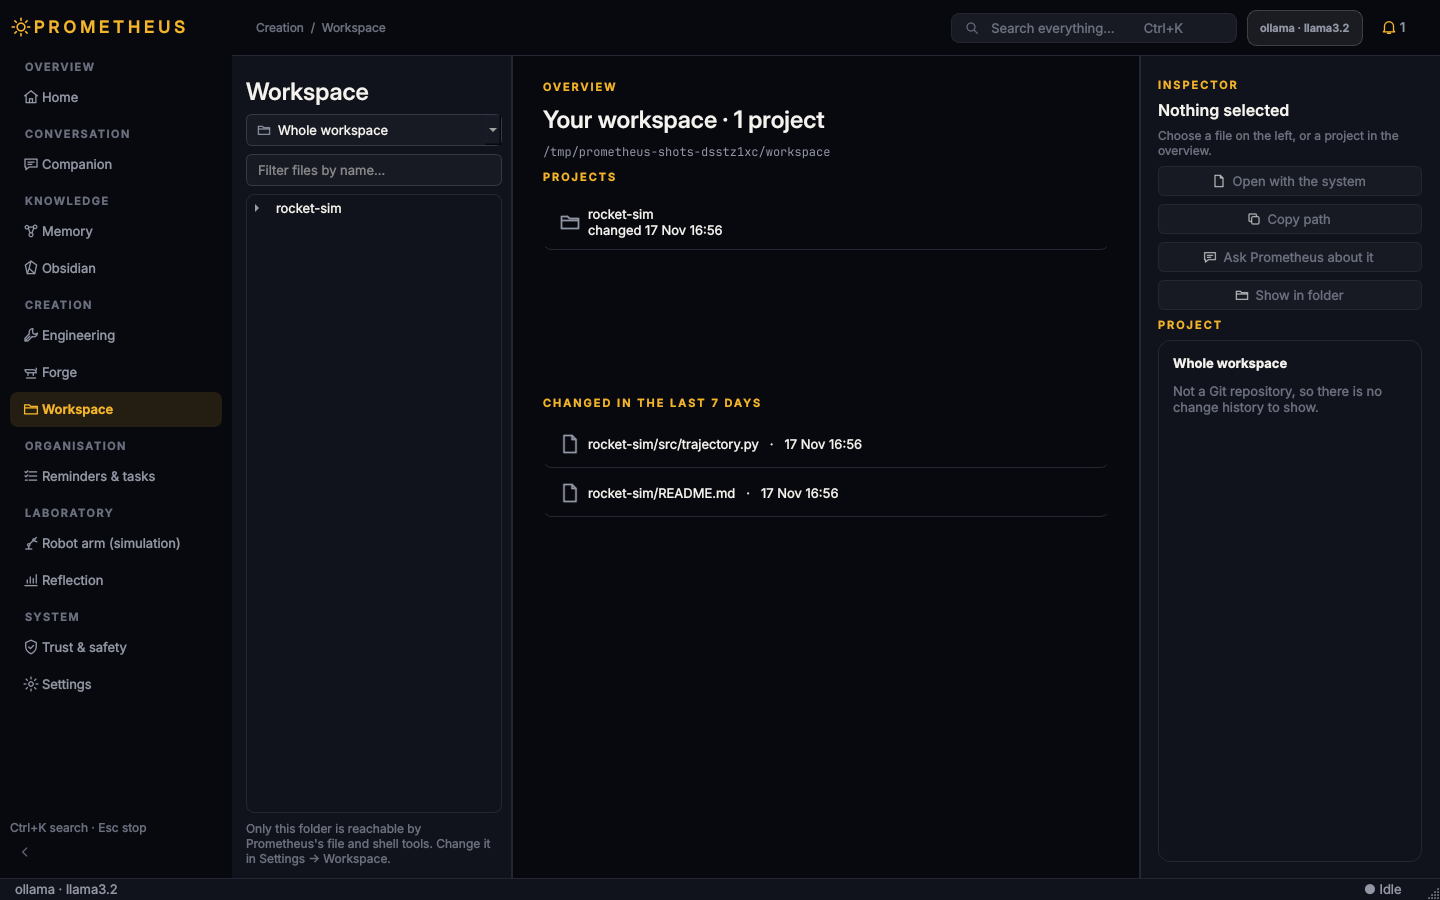 PROMETHEUS
OVERVIEW
Home
CONVERSATION
Companion
KNOWLEDGE
Memory
Obsidian
CREATION
Engineering
Forge
Workspace
ORGANISATION
Reminders & tasks
LABORATORY
Robot arm (simulation)
Reflection
SYSTEM
Trust & safety
Settings
Ctrl+K search · Esc stop
Creation / Workspace
Search everything... Ctrl+K
ollama · llama3.2
1
Workspace
Whole workspace
Filter files by name...
rocket-sim
Only this folder is reachable by
Prometheus's file and shell tools. Change it
in Settings → Workspace.
OVERVIEW
Your workspace · 1 project
/tmp/prometheus-shots-dsstz1xc/workspace
PROJECTS
rocket-sim
changed 17 Nov 16:56
CHANGED IN THE LAST 7 DAYS
rocket-sim/src/trajectory.py · 17 Nov 16:56
rocket-sim/README.md · 17 Nov 16:56
INSPECTOR
Nothing selected
Choose a file on the left, or a project in the
overview.
Open with the system
Copy path
Ask Prometheus about it
Show in folder
PROJECT
Whole workspace
Not a Git repository, so there is no
change history to show.
ollama · llama3.2
Idle